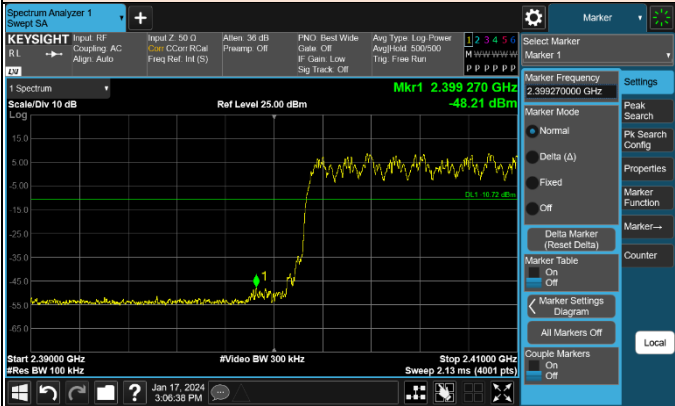 Spectrum Analyzer 1
Swept SA
Marker
KEYSIGHT
RL
LXI
Input: RF
Coupling: AC
Align: Auto
Input Z: 50 Ω
Corr CCorr RCal
Freq Ref: Int (S)
Atten: 36 dB
Preamp: Off
PNO: Best Wide
Gate: Off
IF Gain: Low
Sig Track: Off
Avg Type: Log-Power
Avg|Hold: 500/500
Trig: Free Run
1 2 3 4 5 6
M W W W W W
P P P P P P
Select Marker
Marker 1
1 Spectrum
Scale/Div 10 dB
Log
Ref Level 25.00 dBm
Mkr1 2.399 270 GHz
-48.21 dBm
15.0
5.00
-5.00
-15.0
-25.0
-35.0
-45.0
-55.0
-65.0
DL1 -10.72 dBm
1
Start 2.39000 GHz
#Res BW 100 kHz
#Video BW 300 kHz
Stop 2.41000 GHz
Sweep 2.13 ms (4001 pts)
Marker Frequency
2.399270000 GHz
Marker Mode
Normal
Delta (Δ)
Fixed
Off
Delta Marker
(Reset Delta)
Marker Table
On
Off
Marker Settings
Diagram
All Markers Off
Couple Markers
On
Off
Settings
Peak
Search
Pk Search
Config
Properties
Marker
Function
Marker→
Counter
Local
Jan 17, 2024
3:06:38 PM